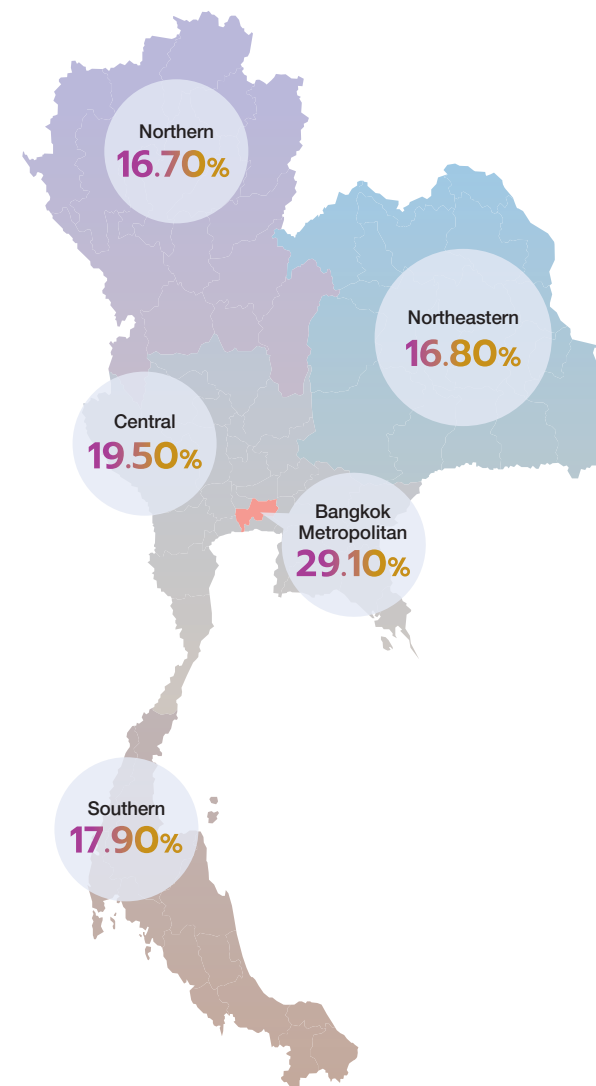 Northern
16.70%
Northeastern
16.80%
Central
19.50%
Bangkok
Metropolitan
29.10%
Southern
17.90%